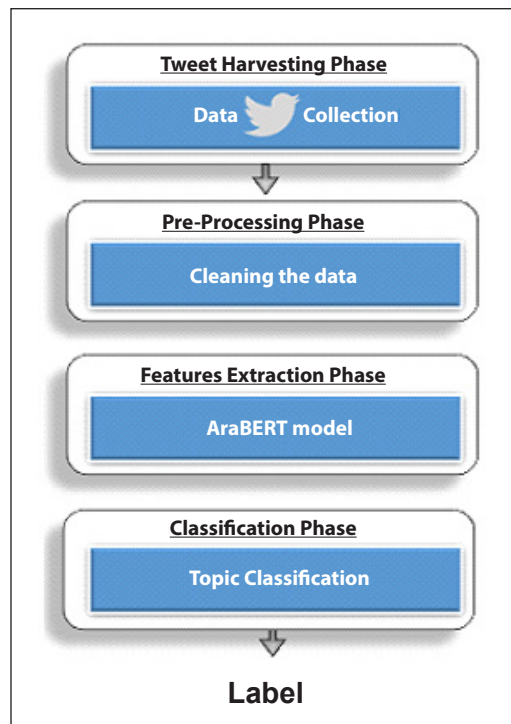 Tweet Harvesting Phase
Data Collection
Pre-Processing Phase
Cleaning the data
Features Extraction Phase
AraBERT model
Classification Phase
Topic Classification
Label